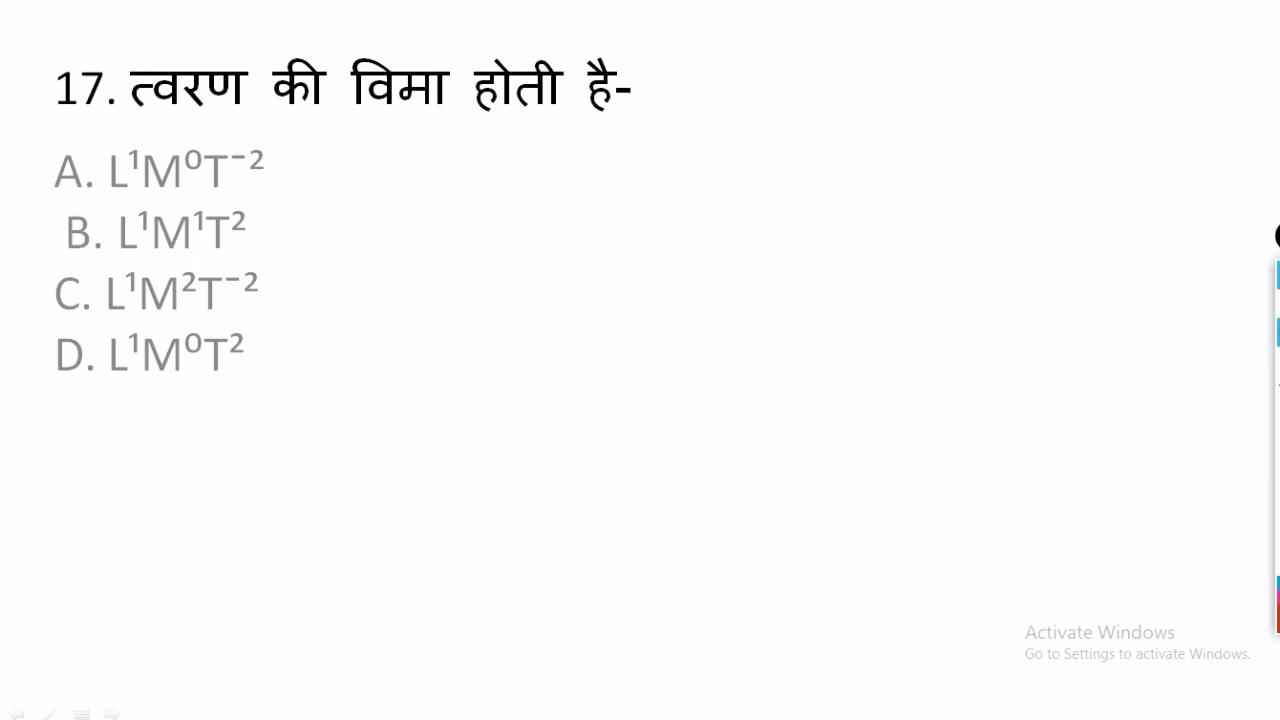 17. त्वरण की विमा होती है-
A. L¹M⁰T⁻²
B. L¹M¹T²
C. L¹M²T⁻²
D. L¹M⁰T²
Activate Windows
Go to Settings to activate Windows.